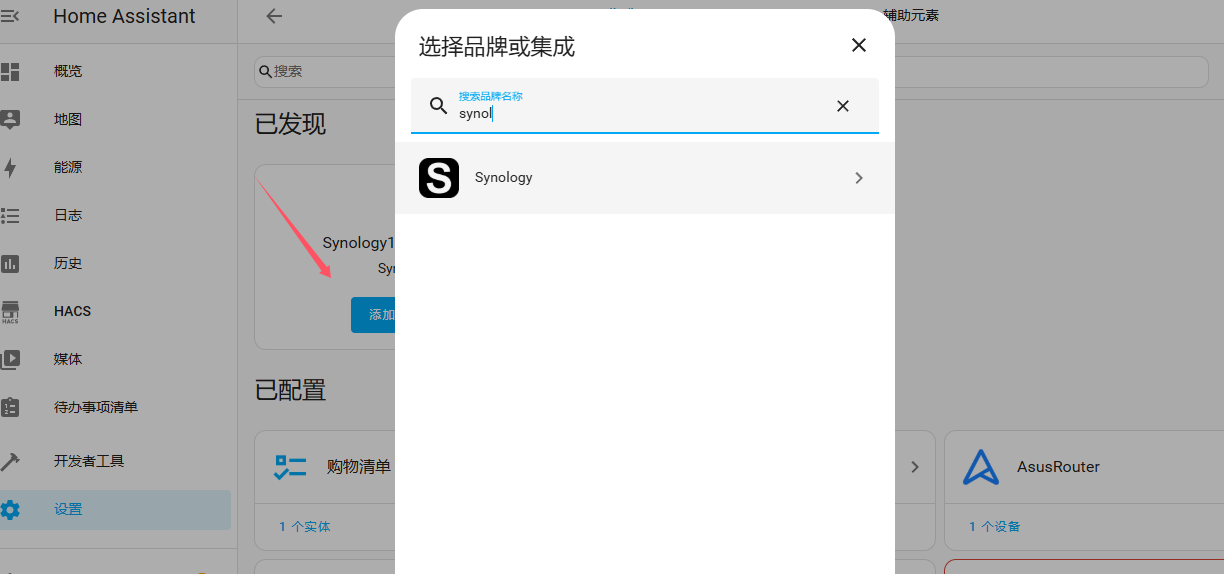 Home Assistant
概览
地图
能源
日志
历史
HACS
HACS
媒体
待办事项清单
开发者工具
设置
辅助元素
搜索
已发现
Synology1
添加
已配置
购物清单
1 个实体
AsusRouter
1 个设备
选择品牌或集成
搜索品牌名称
synol
S
Synology